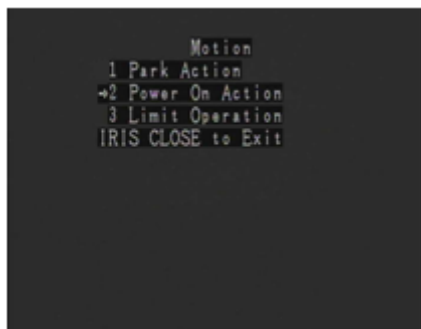 Motion
1 Park Action
→2 Power On Action
3 Limit Operation
IRIS CLOSE to Exit